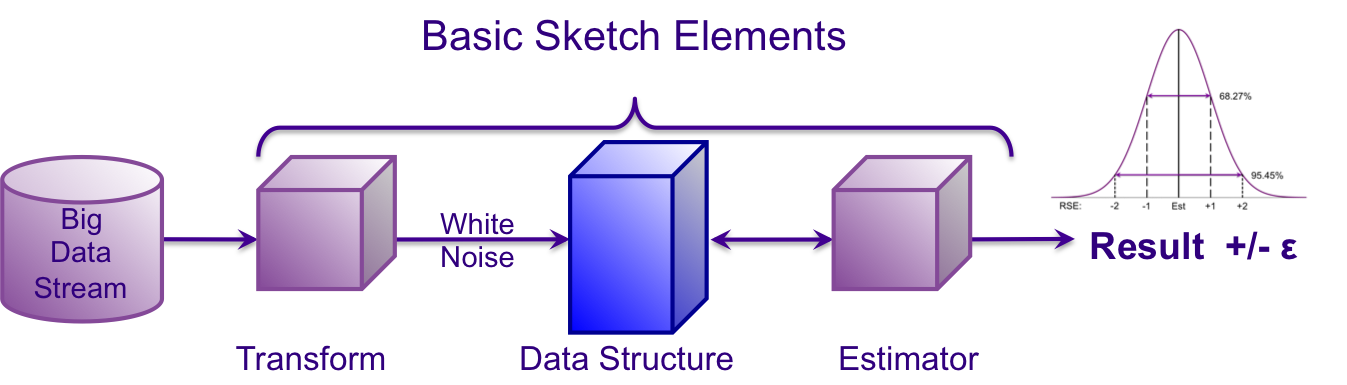 Basic Sketch Elements
68.27%
95.45%
RSE: -2 -1 Est +1 +2
Big
Data
Stream
White
Noise
Result +/- ε
Transform
Data Structure
Estimator